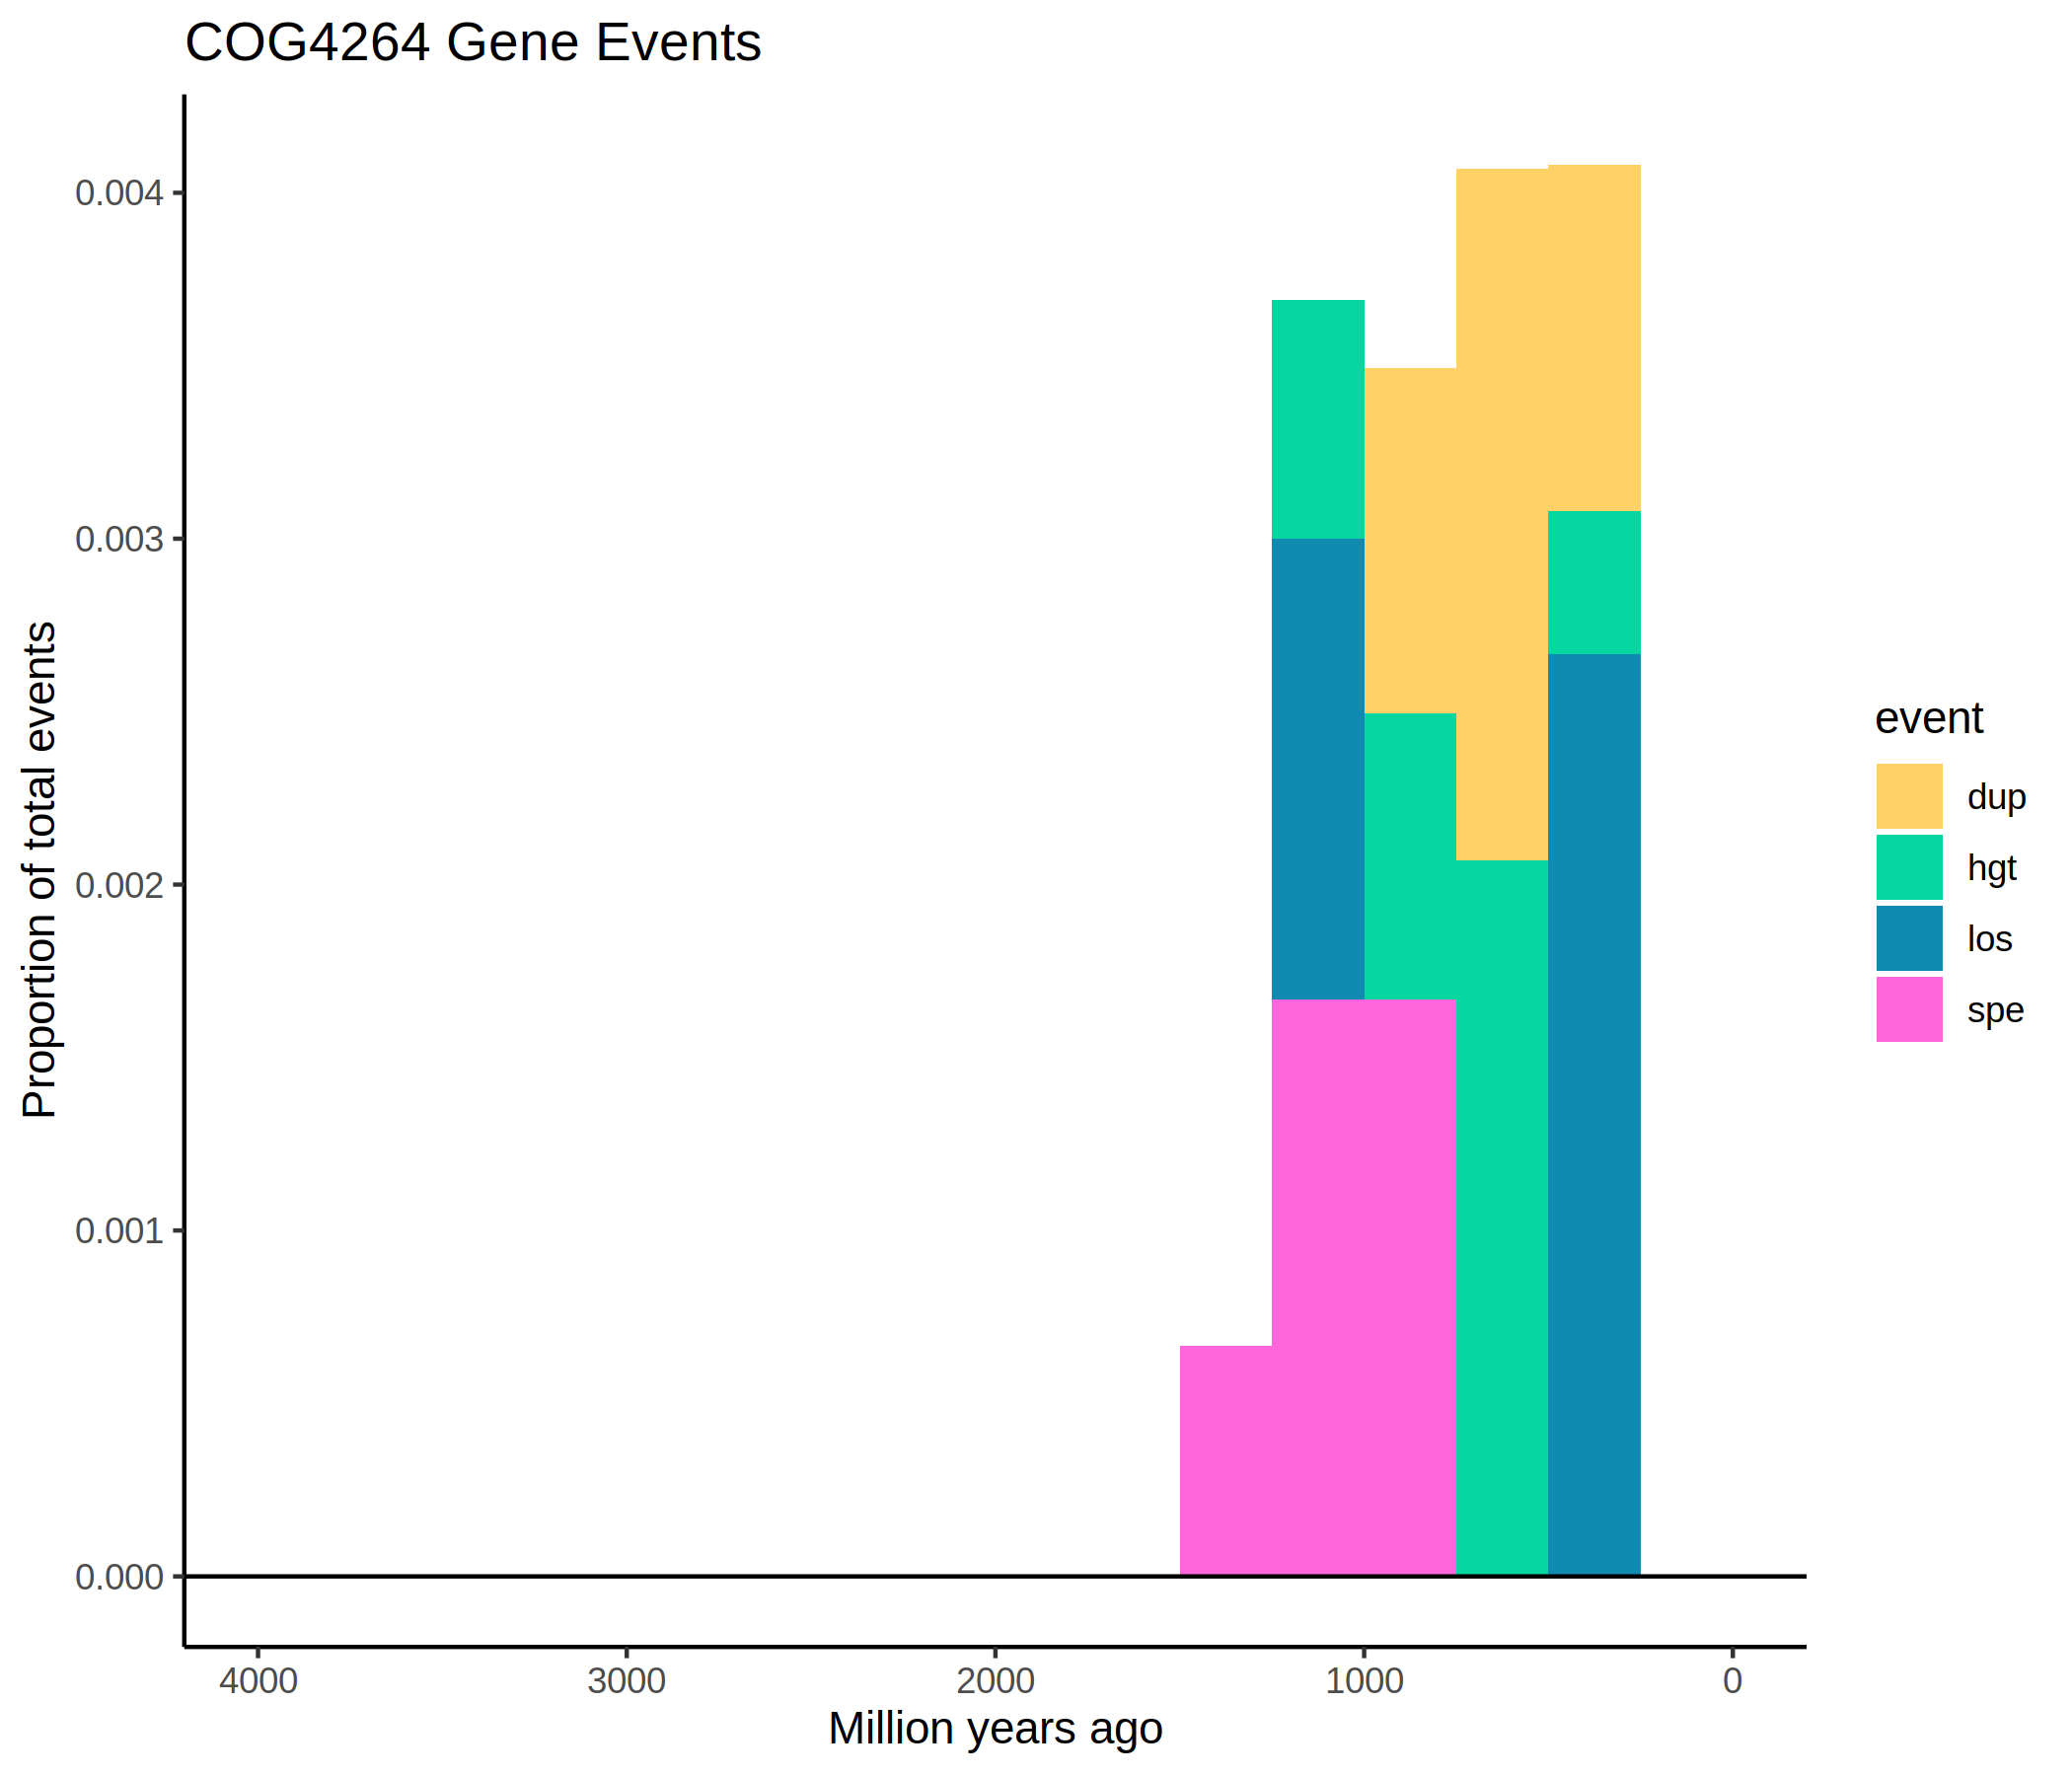 COG4264 Gene Events
Proportion of total events
0.004
0.003
0.002
0.001
0.000
4000 3000 2000 1000 0
Million years ago
event
dup
hgt
los
spe